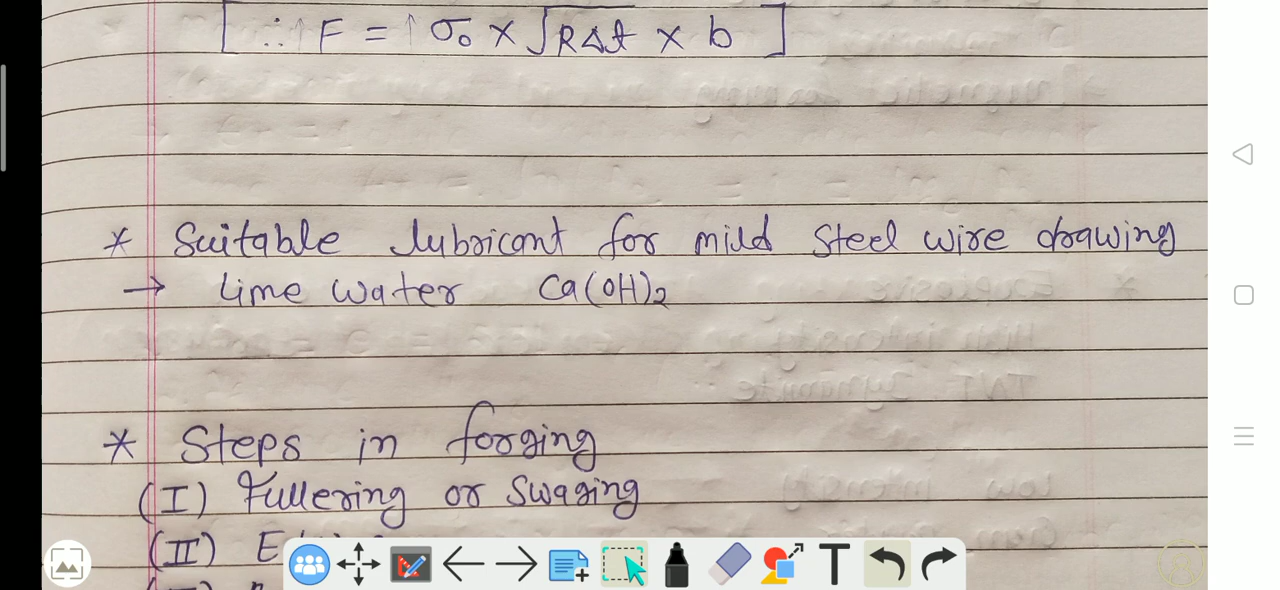 [ ∴ ↑ F = ↑ σ₀ × √RΔt × b ]
* Suitable lubricant for mild Steel wire drawing
→ Lime water Ca(OH)₂
* Steps in forging
(I) Fullering or Swaging
(II)
T